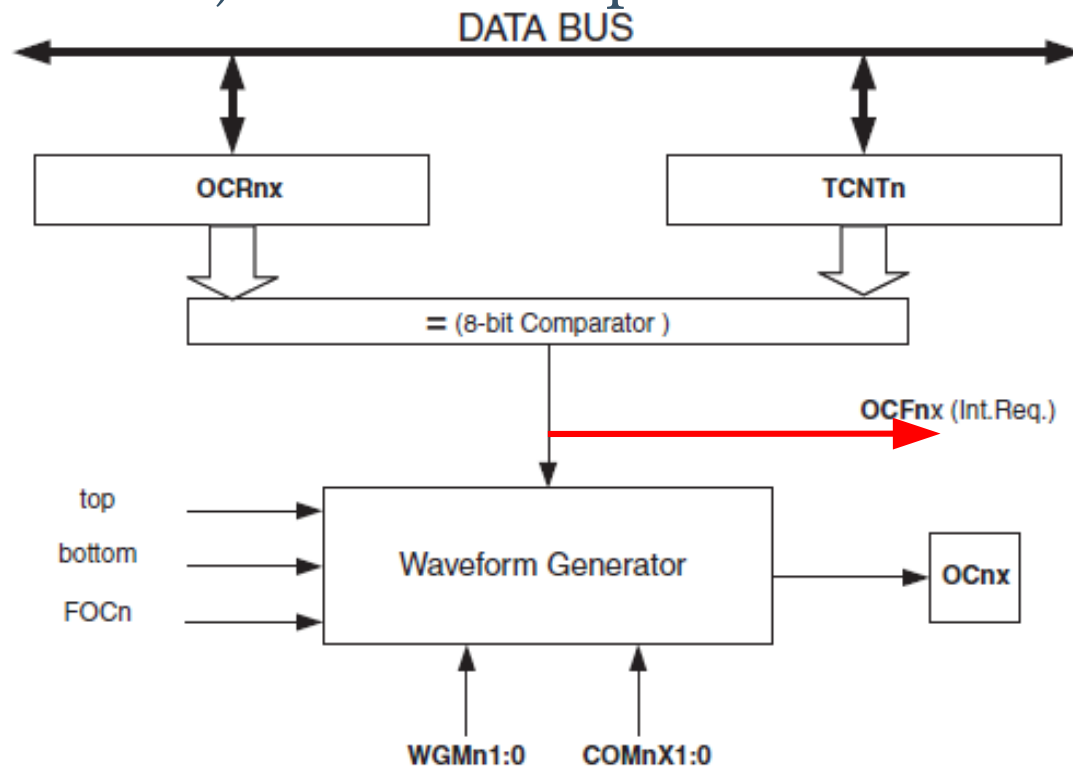 DATA BUS
OCRnx
TCNTn
= (8-bit Comparator )
OCFnx (Int.Req.)
top
bottom
FOCn
Waveform Generator
OCnx
WGMn1:0
COMnX1:0